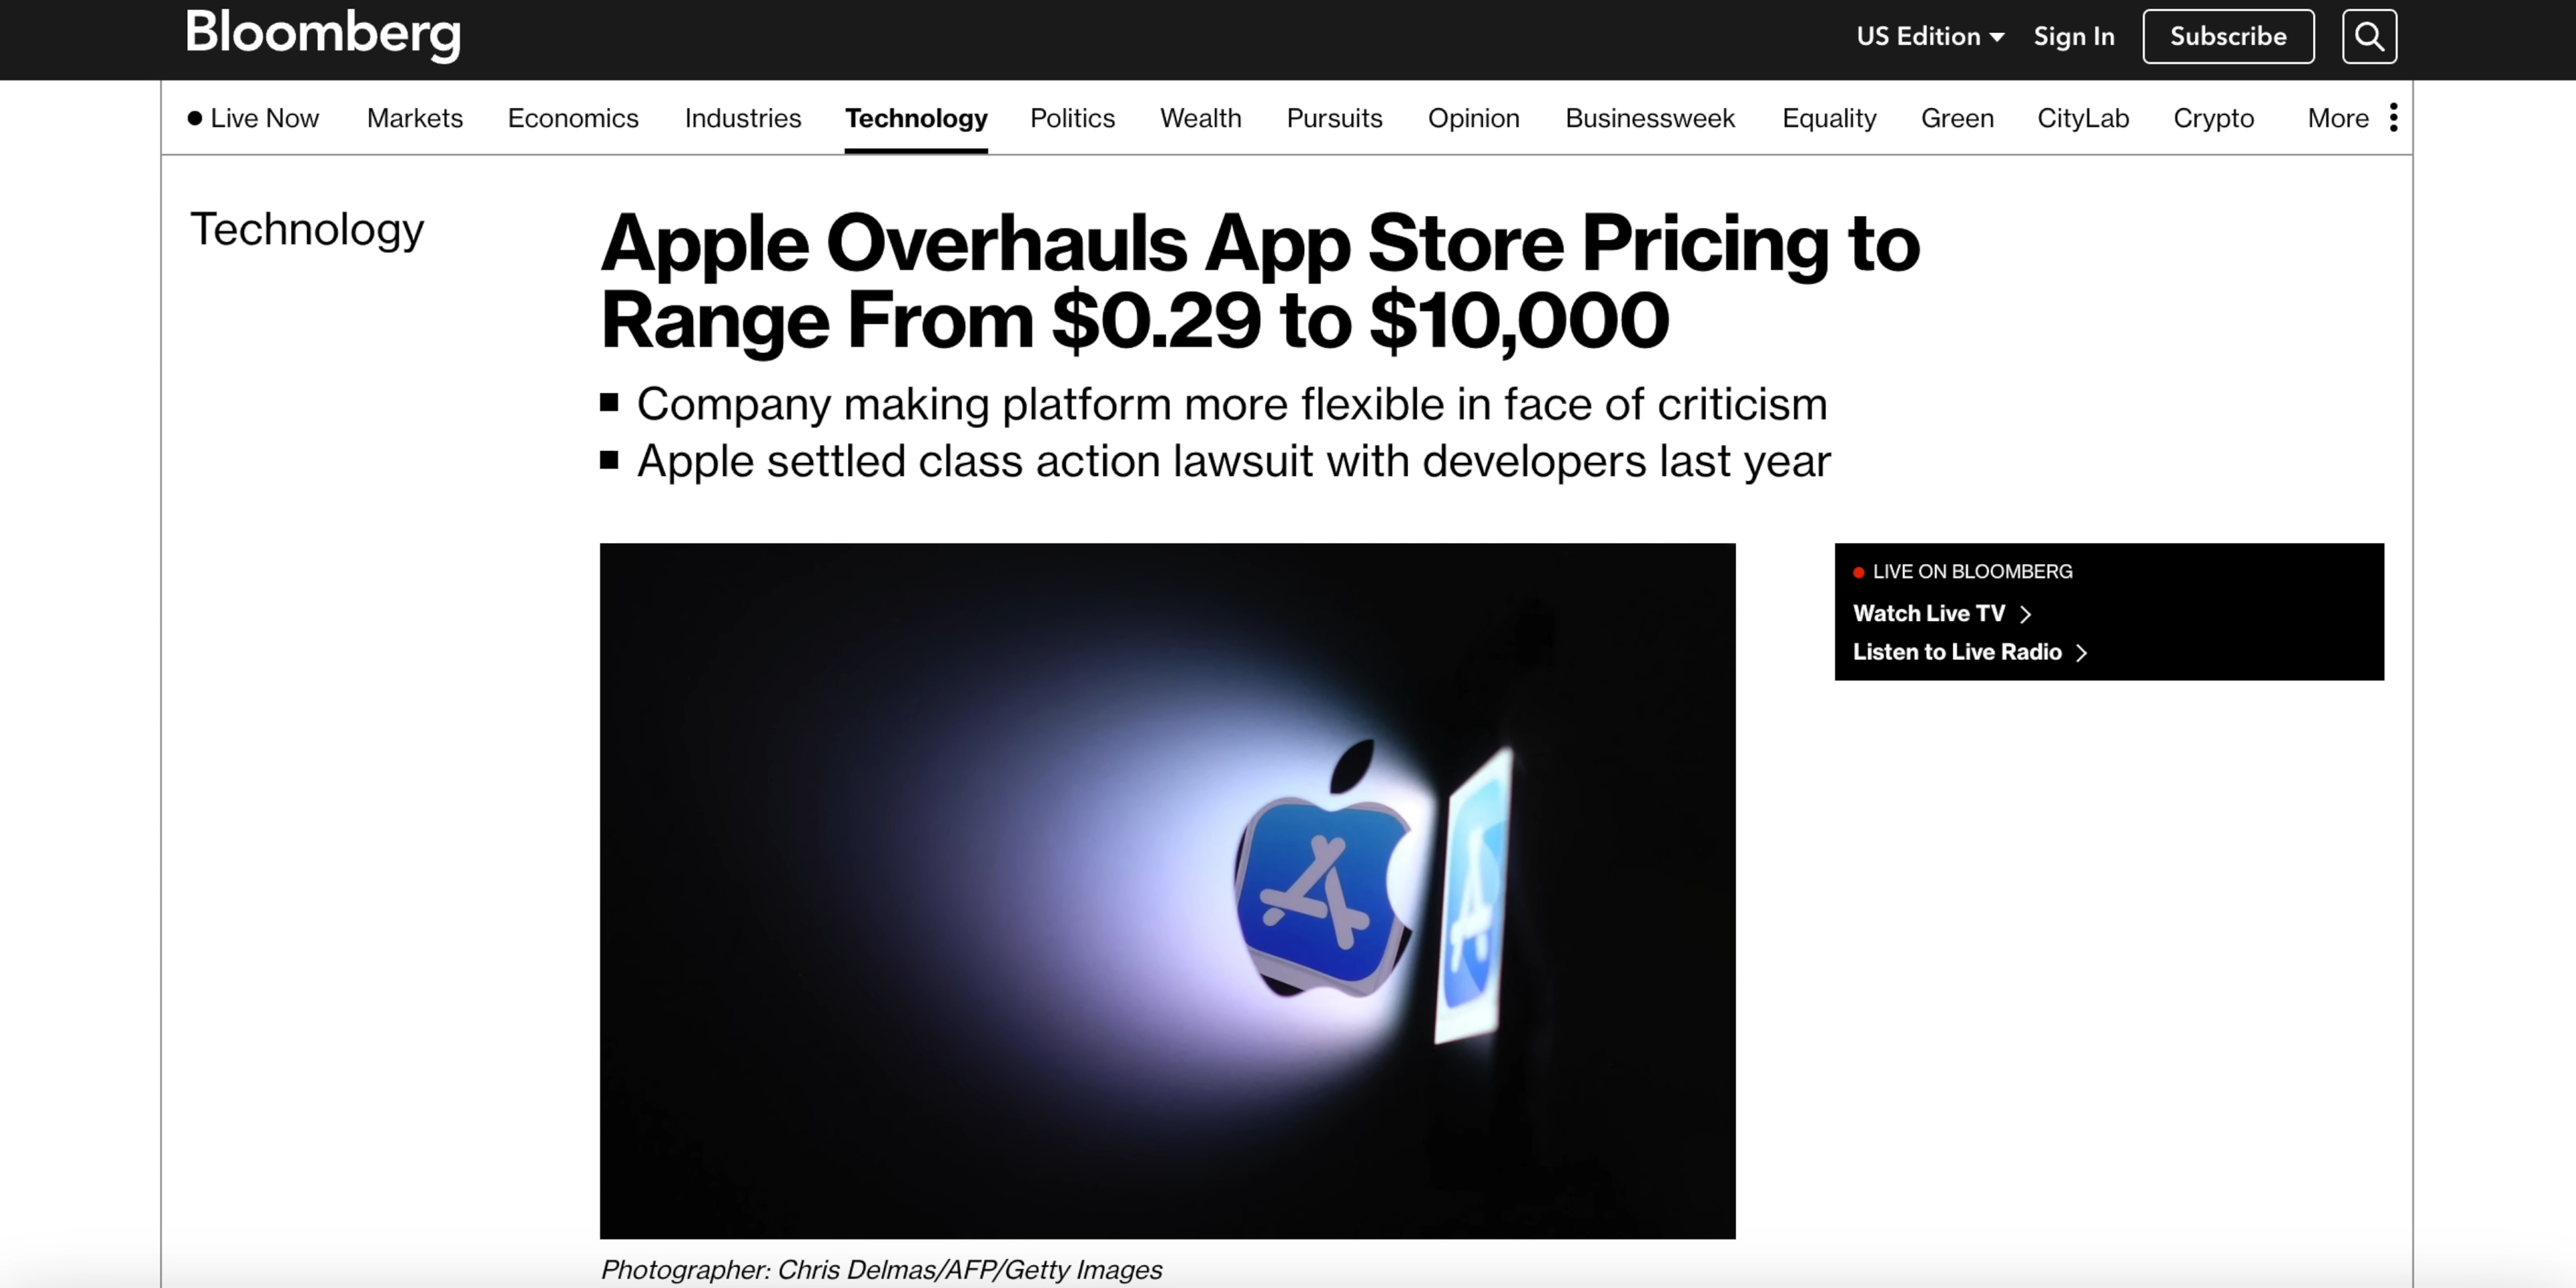 Bloomberg
US Edition
Sign In
Subscribe
Live Now
Markets
Economics
Industries
Technology
Politics
Wealth
Pursuits
Opinion
Businessweek
Equality
Green
CityLab
Crypto
More
Technology
Apple Overhauls App Store Pricing to
Range From $0.29 to $10,000
Company making platform more flexible in face of criticism
Apple settled class action lawsuit with developers last year
LIVE ON BLOOMBERG
Watch Live TV
Listen to Live Radio
Photographer: Chris Delmas/AFP/Getty Images